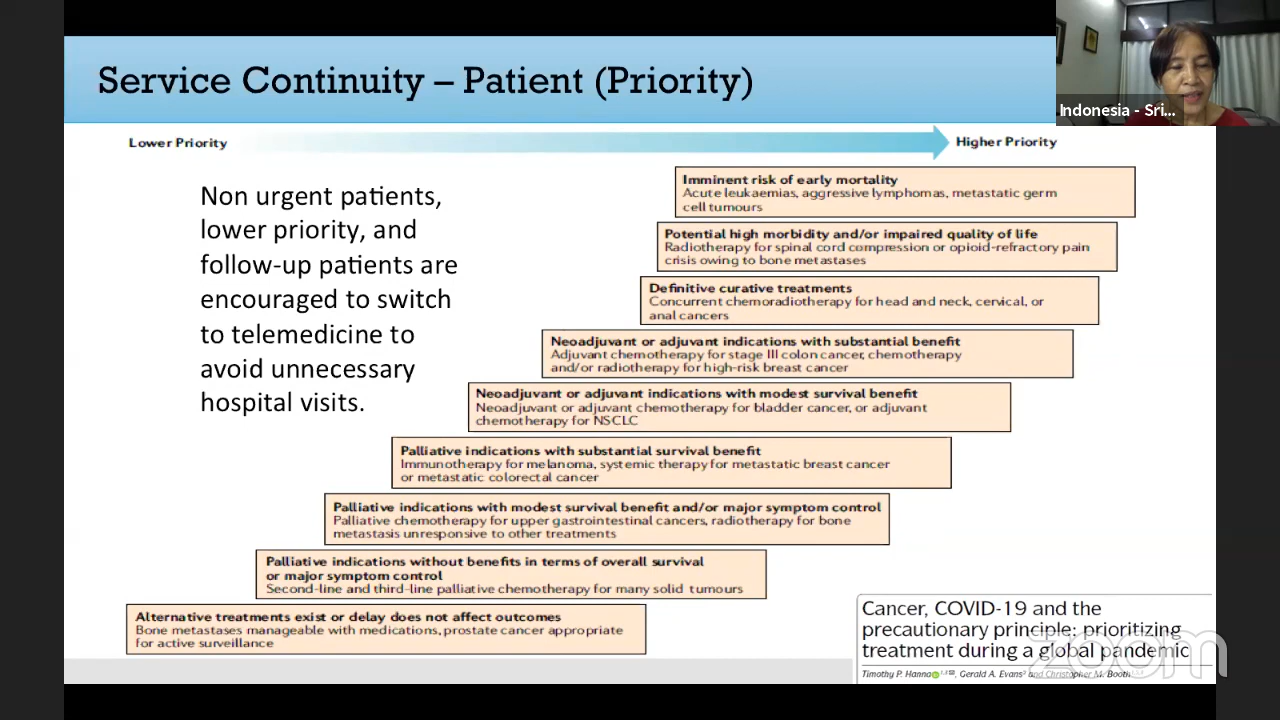 Service Continuity – Patient (Priority)
Indonesia - Sri...
Lower Priority
Higher Priority
Non urgent patients,
lower priority, and
follow-up patients are
encouraged to switch
to telemedicine to
avoid unnecessary
hospital visits.
Imminent risk of early mortality
Acute leukaemias, aggressive lymphomas, metastatic germ
cell tumours
Potential high morbidity and/or impaired quality of life
Radiotherapy for spinal cord compression or opioid-refractory pain
crisis owing to bone metastases
Definitive curative treatments
Concurrent chemoradiotherapy for head and neck, cervical, or
anal cancers
Neoadjuvant or adjuvant indications with substantial benefit
Adjuvant chemotherapy for stage III colon cancer, chemotherapy
and/or radiotherapy for high-risk breast cancer
Neoadjuvant or adjuvant indications with modest survival benefit
Neoadjuvant or adjuvant chemotherapy for bladder cancer, or adjuvant
chemotherapy for NSCLC
Palliative indications with substantial survival benefit
Immunotherapy for melanoma, systemic therapy for metastatic breast cancer
or metastatic colorectal cancer
Palliative indications with modest survival benefit and/or major symptom control
Palliative chemotherapy for upper gastrointestinal cancers, radiotherapy for bone
metastasis unresponsive to other treatments
Palliative indications without benefits in terms of overall survival
or major symptom control
Second-line and third-line palliative chemotherapy for many solid tumours
Alternative treatments exist or delay does not affect outcomes
Bone metastases manageable with medications, prostate cancer appropriate
for active surveillance
Cancer, COVID-19 and the
precautionary principle: prioritizing
treatment during a global pandemic
Timothy P. Hanna, Gerald A. Evans and Christopher M. Booth
zoom